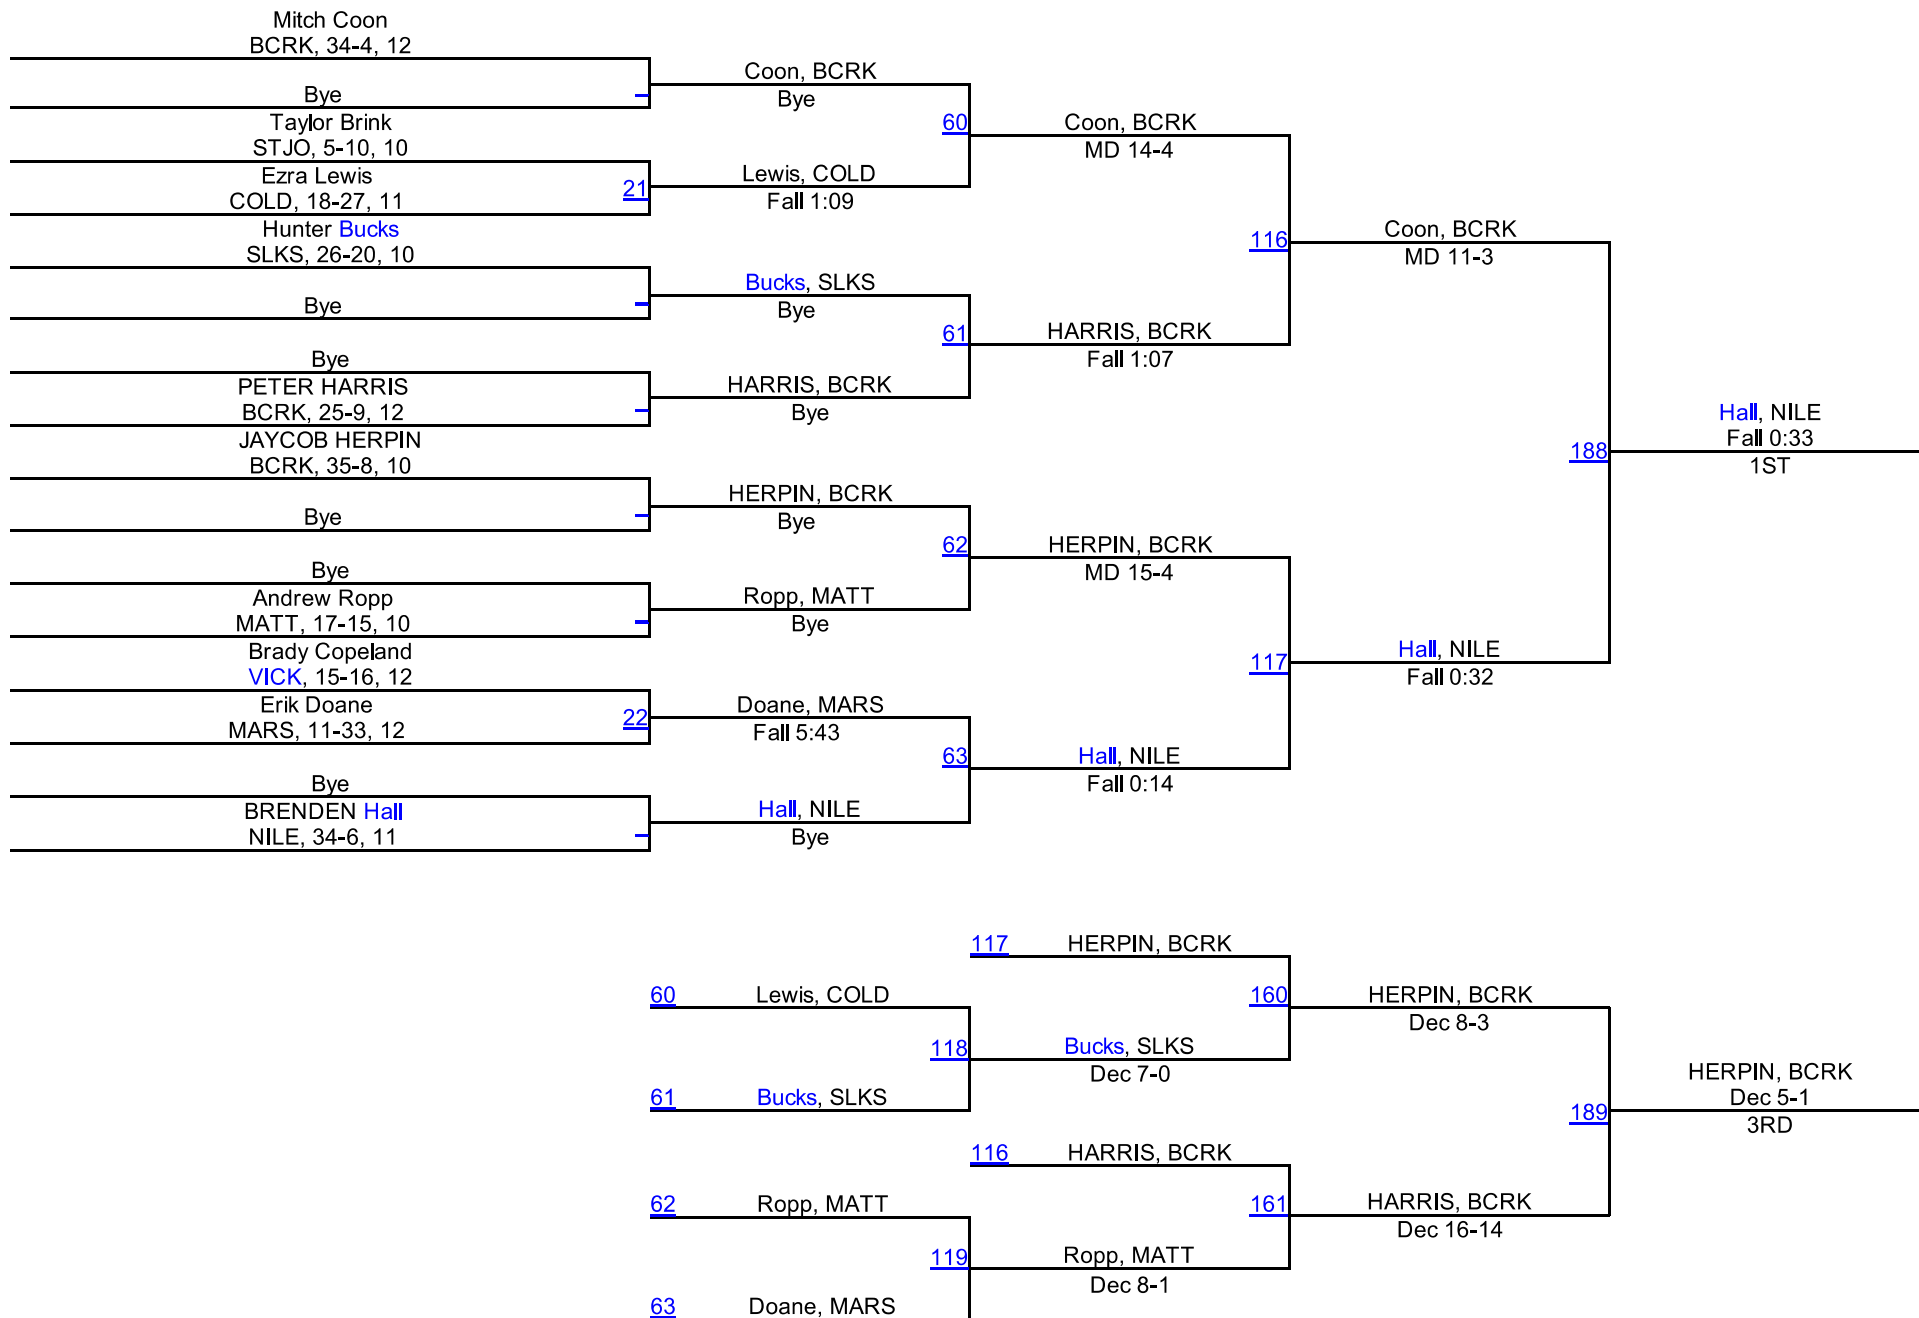 Mitch Coon
BCRK, 34-4, 12
Bye
Taylor Brink
STJO, 5-10, 10
Ezra Lewis
COLD, 18-27, 11
21
Hunter Bucks
SLKS, 26-20, 10
Bye
Bye
PETER HARRIS
BCRK, 25-9, 12
JAYCOB HERPIN
BCRK, 35-8, 10
Bye
Bye
Andrew Ropp
MATT, 17-15, 10
Brady Copeland
VICK, 15-16, 12
Erik Doane
MARS, 11-33, 12
22
Bye
BRENDEN Hall
NILE, 34-6, 11
Coon, BCRK
Bye
60
Lewis, COLD
Fall 1:09
Bucks, SLKS
Bye
61
HARRIS, BCRK
Bye
HERPIN, BCRK
Bye
62
Ropp, MATT
Bye
Doane, MARS
Fall 5:43
63
Hall, NILE
Bye
Coon, BCRK
MD 14-4
116
HARRIS, BCRK
Fall 1:07
HERPIN, BCRK
MD 15-4
117
Hall, NILE
Fall 0:14
Coon, BCRK
MD 11-3
188
Hall, NILE
Fall 0:32
Hall, NILE
Fall 0:33
1ST
60 Lewis, COLD
118
61 Bucks, SLKS
62 Ropp, MATT
119
63 Doane, MARS
117 HERPIN, BCRK
160
Bucks, SLKS
Dec 7-0
116 HARRIS, BCRK
161
Ropp, MATT
Dec 8-1
HERPIN, BCRK
Dec 8-3
189
HARRIS, BCRK
Dec 16-14
HERPIN, BCRK
Dec 5-1
3RD